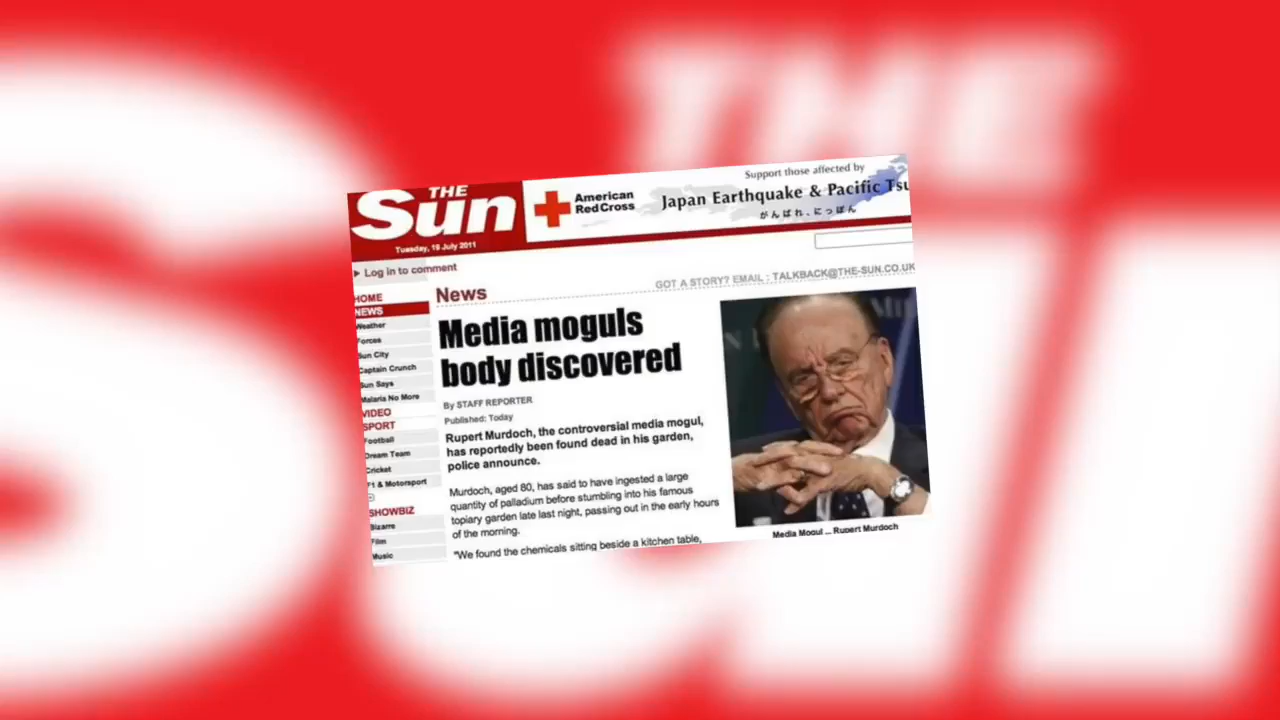 THE
Sun
THE
Sun
Tuesday, 19 July 2011
American
Red Cross
Support those affected by
Japan Earthquake & Pacific Tsu
がんばれ、にっぽん
Log in to comment
GOT A STORY? EMAIL : TALKBACK@THE-SUN.CO.UK
HOME
NEWS
Weather
Forces
Sun City
Captain Crunch
Sun Says
Malaria No More
VIDEO
SPORT
Football
Dream Team
Cricket
F1 & Motorsport
SHOWBIZ
Bizarre
Film
Music
News
Media moguls
body discovered
By STAFF REPORTER
Published: Today
Rupert Murdoch, the controversial media mogul,
has reportedly been found dead in his garden,
police announce.
Murdoch, aged 80, has said to have ingested a large
quantity of palladium before stumbling into his famous
topiary garden late last night, passing out in the early hours
of the morning.
"We found the chemicals sitting beside a kitchen table,
Media Mogul ... Rupert Murdoch